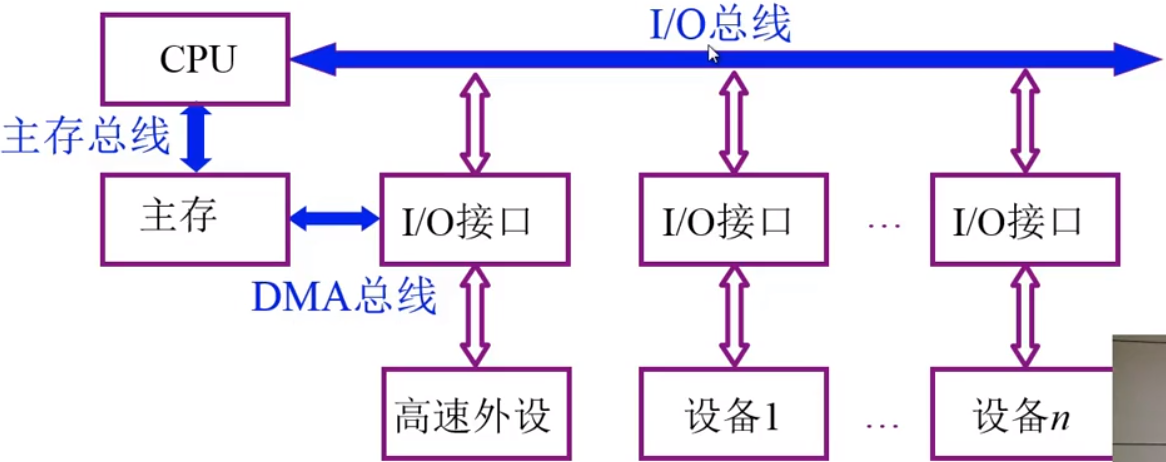 I/O总线
CPU
主存总线
主存
I/O接口
I/O接口
…
I/O接口
DMA总线
高速外设
设备1
…
设备n